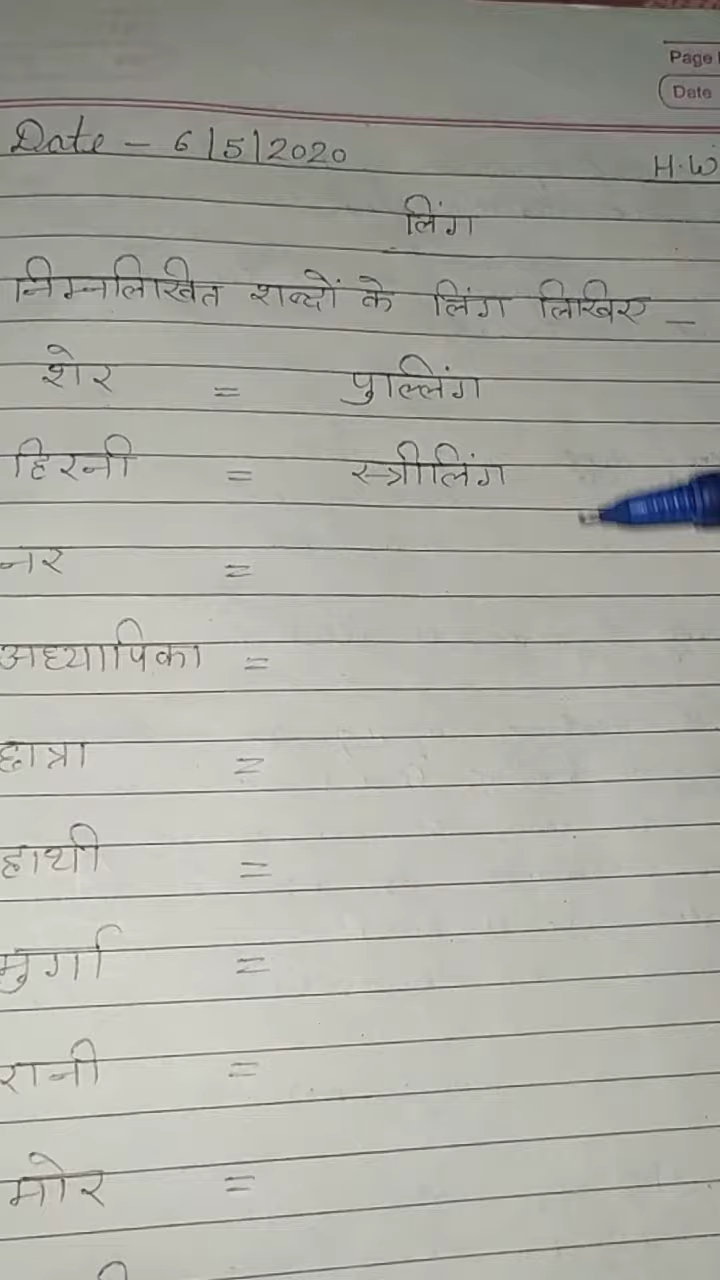 Page
Date
Date - 6/5/2020
H.W
लिंग
निम्नलिखित शब्दों के लिंग लिखिए -
शेर = पुल्लिंग
हिरनी = स्त्रीलिंग
नर =
अध्यापिका =
छात्रा =
हाथी =
मुर्गा =
रानी =
मोर =